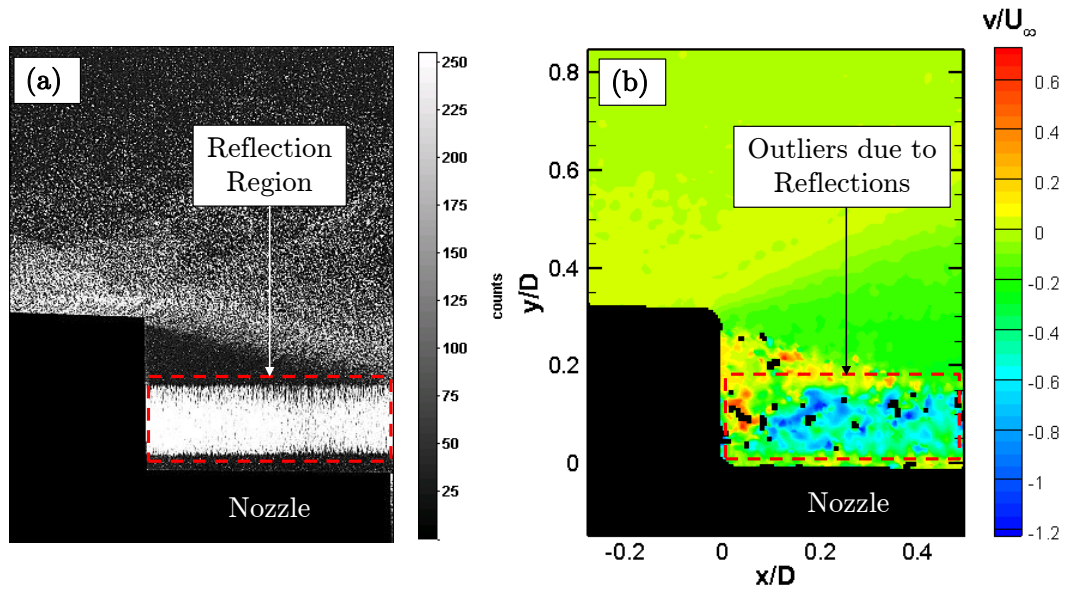 (a)
Reflection
Region
Nozzle
250
225
200
175
150
125
100
75
50
25
counts
(b)
Outliers due to
Reflections
Nozzle
0.8
0.6
0.4
0.2
0
y/D
-0.2
0
0.2
0.4
x/D
v/U∞
0.6
0.4
0.2
0
-0.2
-0.4
-0.6
-0.8
-1
-1.2